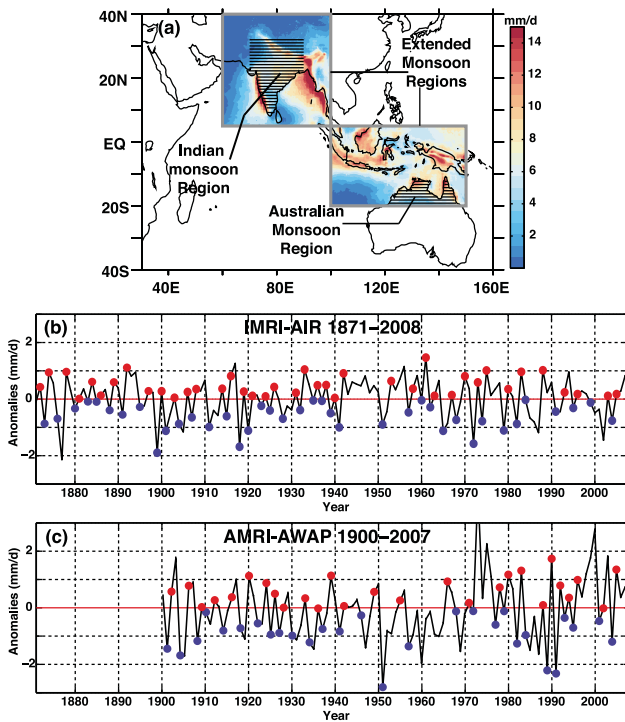 mm/d
40N
(a)
14
Extended
Monsoon
Regions
12
20N
10
EQ
8
Indian
monsoon
Region
6
20S
Australian
Monsoon
Region
4
2
40S
40E 80E 120E 160E
(b) IMRI-AIR 1871–2008
Anomalies (mm/d)
2
0
−2
1880 1890 1900 1910 1920 1930 1940 1950 1960 1970 1980 1990 2000
Year
(c) AMRI-AWAP 1900–2007
Anomalies (mm/d)
2
0
−2
1880 1890 1900 1910 1920 1930 1940 1950 1960 1970 1980 1990 2000
Year